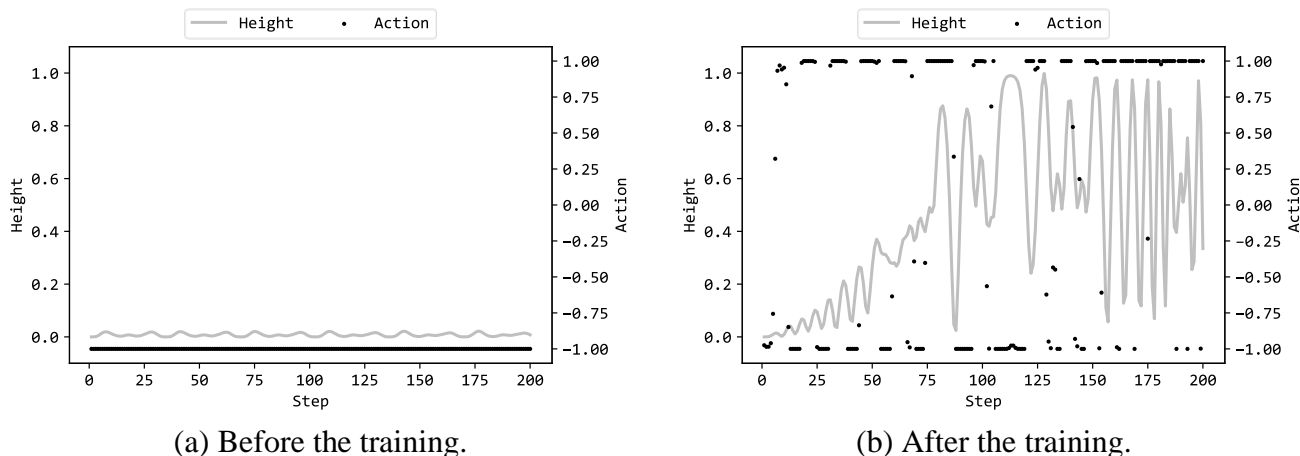 Height Action
1.0
0.8
0.6
0.4
0.2
0.0
Height
1.00
0.75
0.50
0.25
0.00
−0.25
−0.50
−0.75
−1.00
Action
0 25 50 75 100 125 150 175 200
Step
(a) Before the training.
Height Action
1.0
0.8
0.6
0.4
0.2
0.0
Height
1.00
0.75
0.50
0.25
0.00
−0.25
−0.50
−0.75
−1.00
Action
0 25 50 75 100 125 150 175 200
Step
(b) After the training.